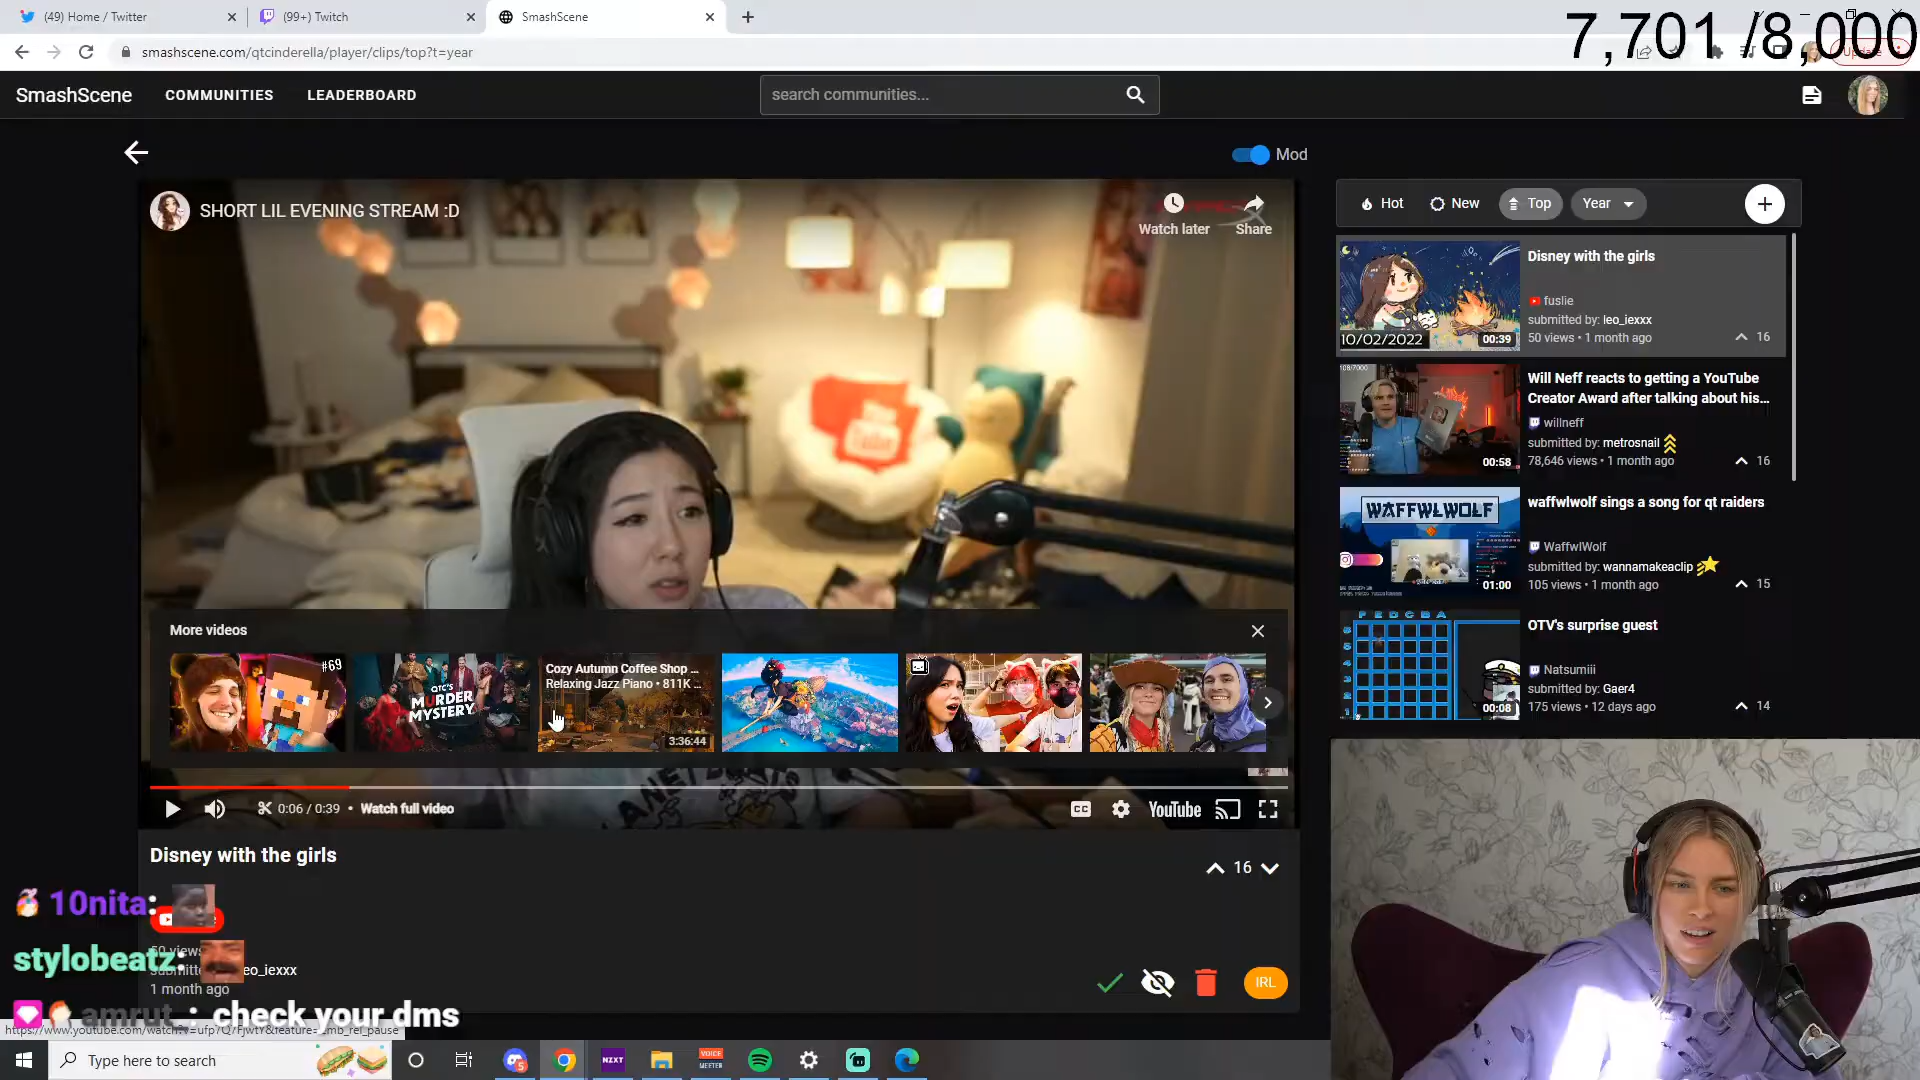 (49) Home / Twitter
(99+) Twitch
SmashScene
7,701 /8,000
smashscene.com/qtcinderella/player/clips/top?t=year
SmashScene
COMMUNITIES
LEADERBOARD
search communities...
Mod
SHORT LIL EVENING STREAM :D
Watch later
Share
Hot
New
Top
Year
Disney with the girls
fuslie
submitted by: leo_iexxx
50 views • 1 month ago
16
10/02/2022
00:39
Will Neff reacts to getting a YouTube
Creator Award after talking about his...
willneff
submitted by: metrosnail
78,646 views • 1 month ago
16
00:58
waffwlwolf sings a song for qt raiders
WaffwlWolf
submitted by: wannamakeaclip
105 views • 1 month ago
15
WAFFWLWOLF
01:00
OTV's surprise guest
Natsumiii
submitted by: Gaer4
175 views • 12 days ago
14
00:08
More videos
#69
QTC'S
MURDER
MYSTERY
Cozy Autumn Coffee Shop ...
Relaxing Jazz Piano • 811K ...
3:36:44
0:06 / 0:39 • Watch full video
CC
YouTube
Disney with the girls
16
10nita:
stylobeatz:
eo_iexxx
1 month ago
IRL
amrut_: check your dms
Type here to search
NZXT
VOICE
MEETER